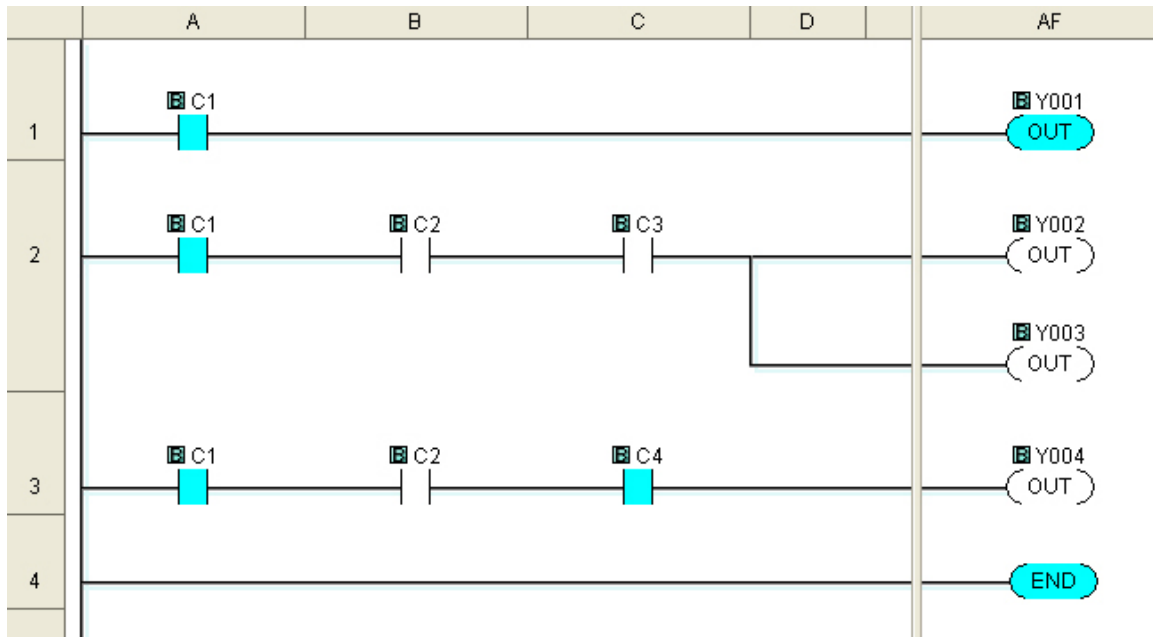 A B C D AF
B C1 B Y001
1 OUT
B C1 B C2 B C3 B Y002
2 OUT
B Y003
OUT
B C1 B C2 B C4 B Y004
3 OUT
4 END